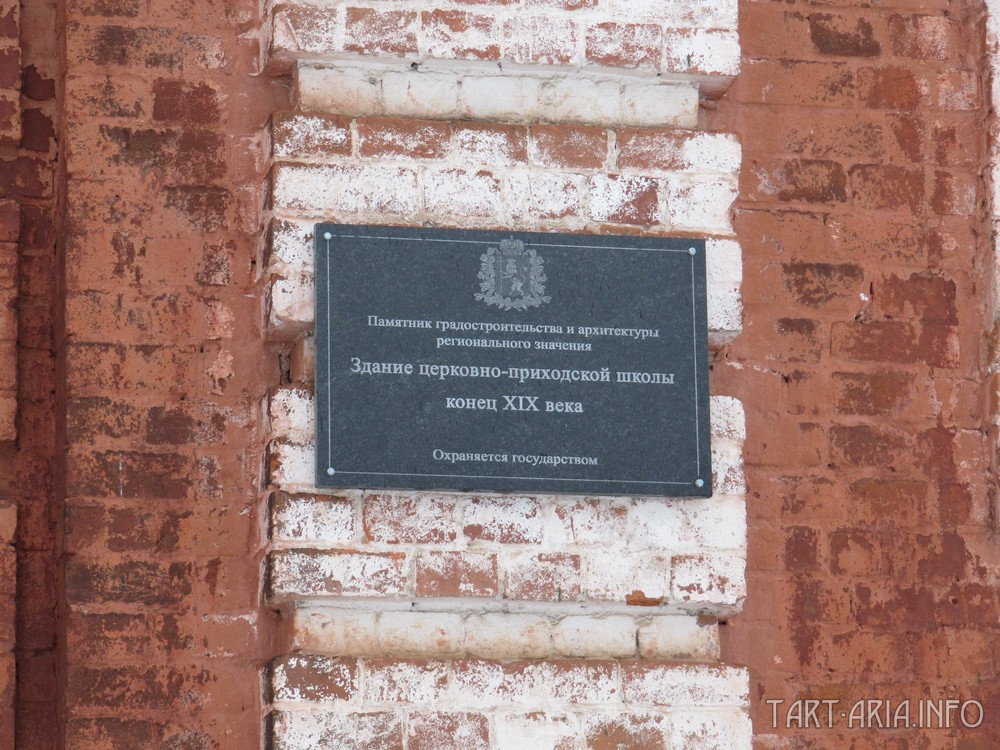 Памятник градостроительства и архитектуры
регионального значения
Здание церковно-приходской школы
конец XIX века
Охраняется государством
TART-ARIA.INFO